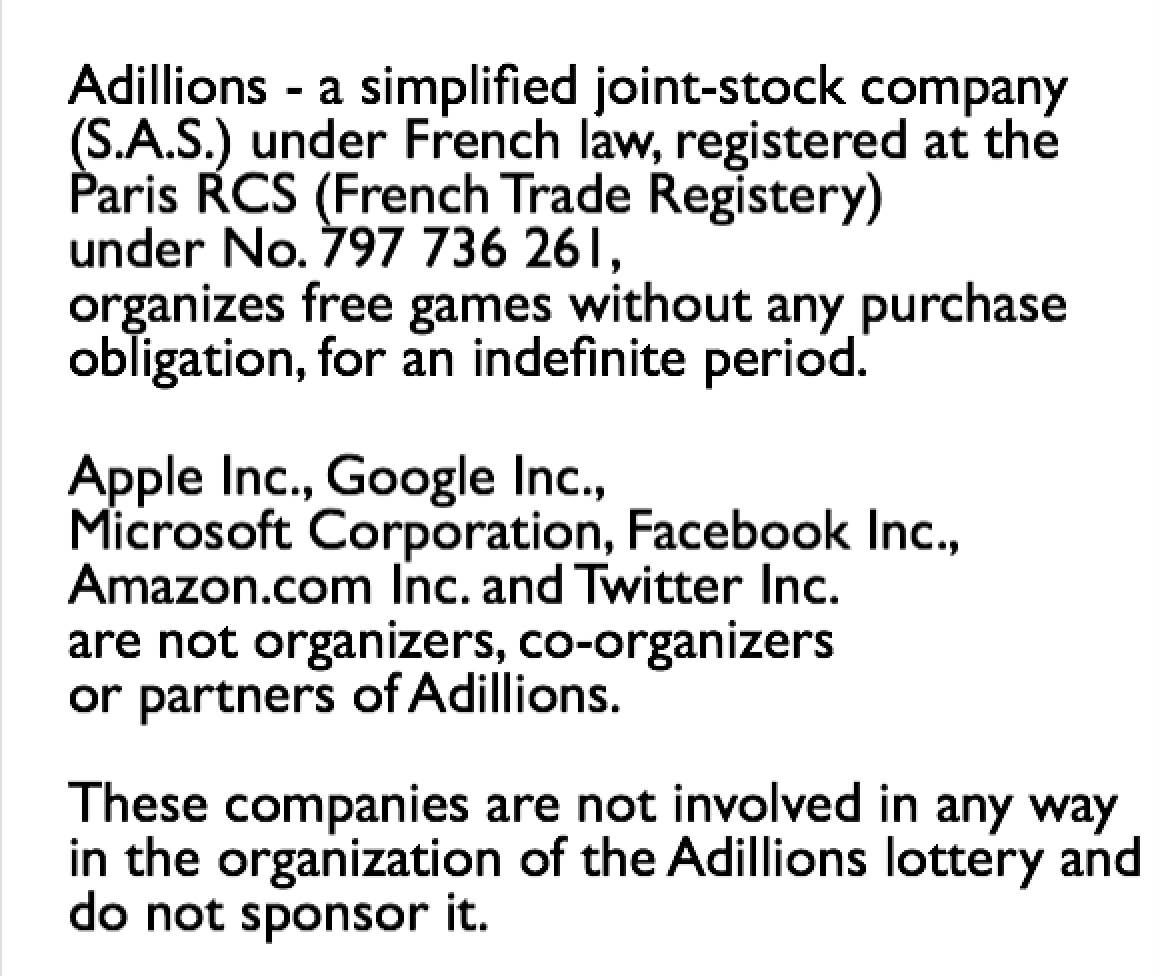 Adillions - a simplified joint-stock company
(S.A.S.) under French law, registered at the
Paris RCS (French Trade Registery)
under No. 797 736 261,
organizes free games without any purchase
obligation, for an indefinite period.
Apple Inc., Google Inc.,
Microsoft Corporation, Facebook Inc.,
Amazon.com Inc. and Twitter Inc.
are not organizers, co-organizers
or partners of Adillions.
These companies are not involved in any way
in the organization of the Adillions lottery and
do not sponsor it.